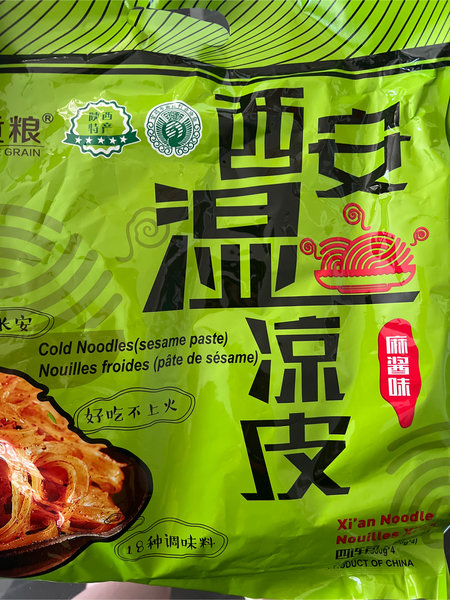 粮®
GRAIN
陕西
特产
西安
湿
凉
皮
麻酱味
安
Cold Noodles(sesame paste)
Nouilles froides (pâte de sésame)
好吃不上火
18种调味料
Xi'an Noodle
Nouilles
PRODUCT OF CHINA